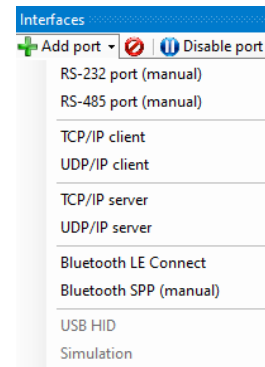 Interfaces
Add port Disable port
RS-232 port (manual)
RS-485 port (manual)
TCP/IP client
UDP/IP client
TCP/IP server
UDP/IP server
Bluetooth LE Connect
Bluetooth SPP (manual)
USB HID
Simulation